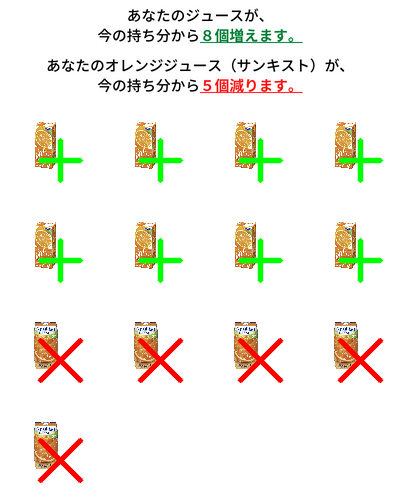 あなたのジュースが、
今の持ち分から８個増えます。
あなたのオレンジジュース（サンキスト）が、
今の持ち分から５個減ります。